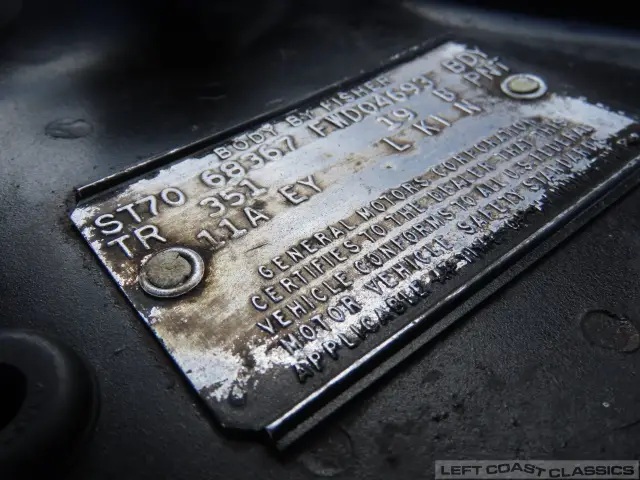 BODY BY FISHER
ST70 68367 FWD024693 BDY
TR 351 19 B PNT
11A EY L KI N
GENERAL MOTORS CORPORATION
CERTIFIES TO THE DEALER THAT THIS
VEHICLE CONFORMS TO ALL U.S. FEDERAL
MOTOR VEHICLE SAFETY STANDARDS
APPLICABLE
LEFT COAST CLASSICS